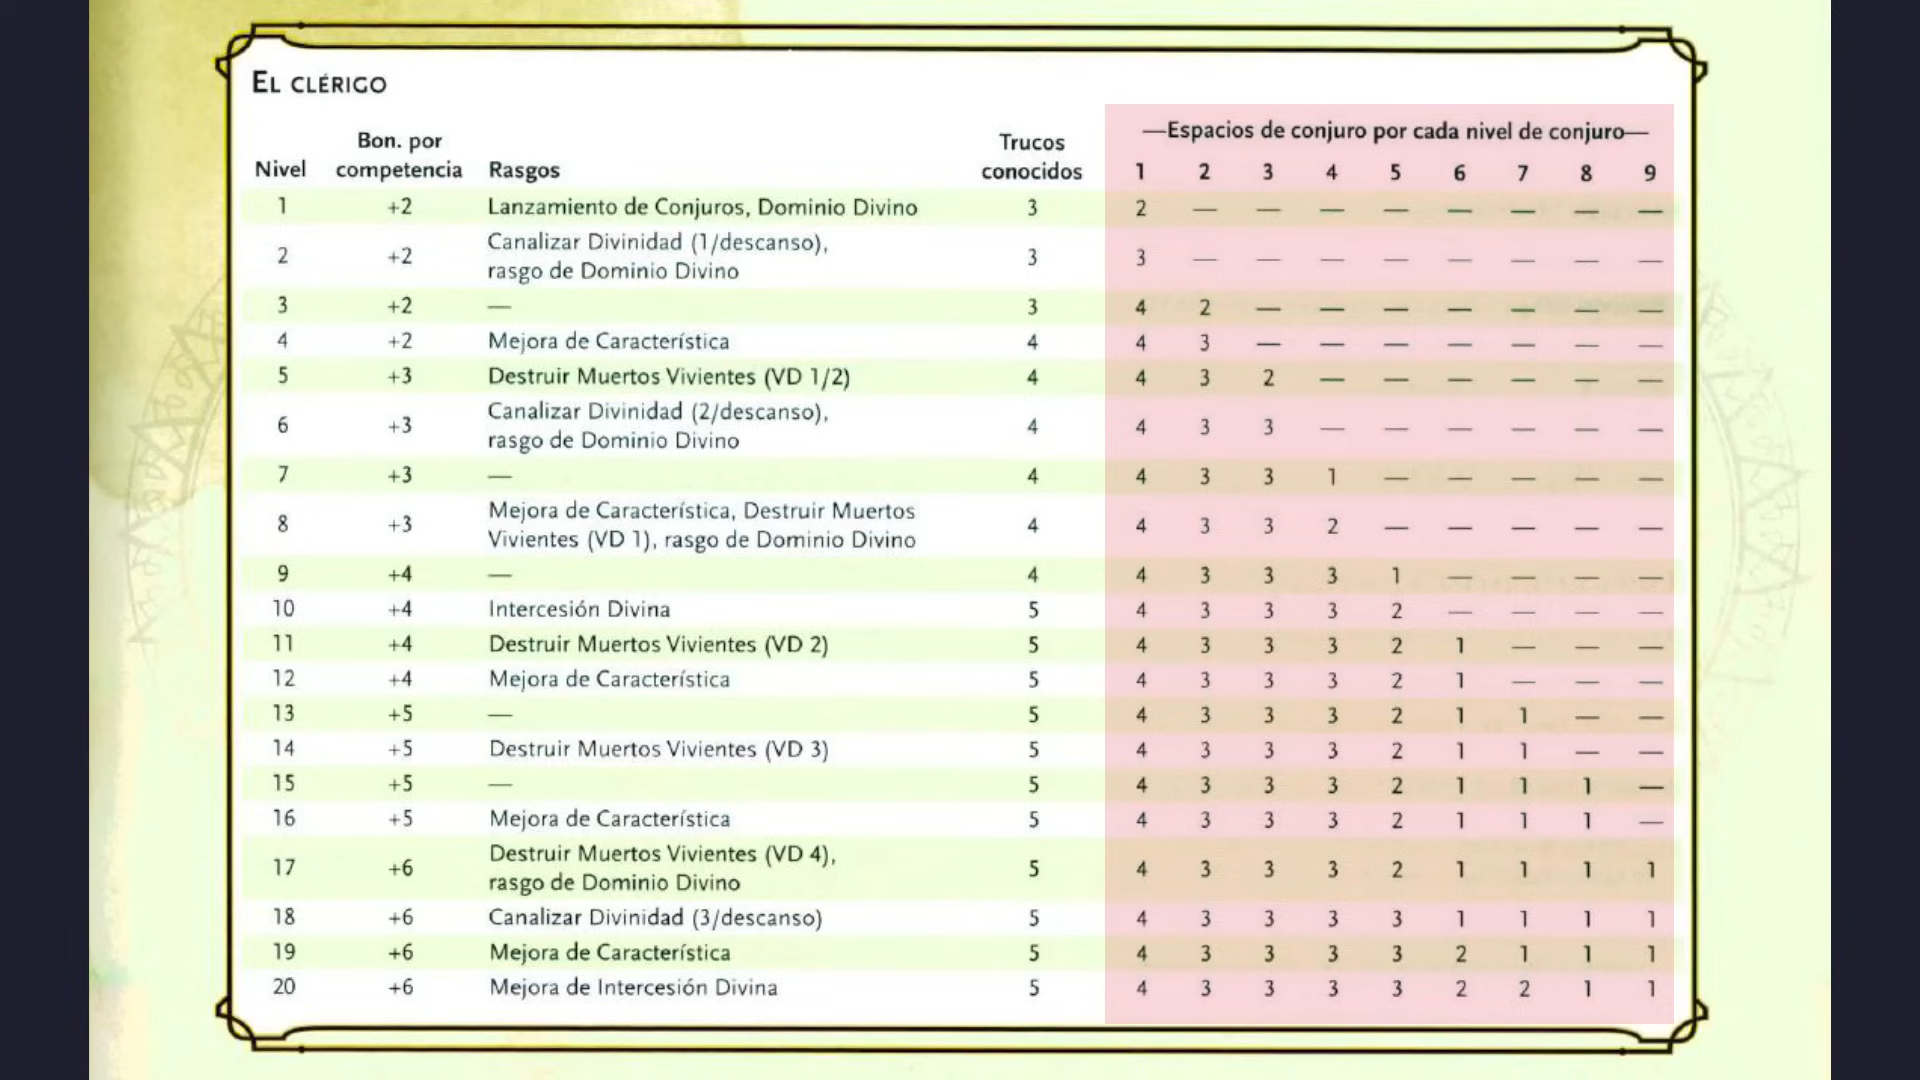 EL CLÉRIGO
—Espacios de conjuro por cada nivel de conjuro—
Bon. por
Trucos
Nivel competencia Rasgos conocidos 1 2 3 4 5 6 7 8 9
1 +2 Lanzamiento de Conjuros, Dominio Divino 3 2 — — — — — — — —
2 +2 Canalizar Divinidad (1/descanso), 3 3 — — — — — — — —
rasgo de Dominio Divino
3 +2 — 3 4 2 — — — — — — —
4 +2 Mejora de Característica 4 4 3 — — — — — — —
5 +3 Destruir Muertos Vivientes (VD 1/2) 4 4 3 2 — — — — — —
6 +3 Canalizar Divinidad (2/descanso), 4 4 3 3 — — — — — —
rasgo de Dominio Divino
7 +3 — 4 4 3 3 1 — — — — —
8 +3 Mejora de Característica, Destruir Muertos 4 4 3 3 2 — — — — —
Vivientes (VD 1), rasgo de Dominio Divino
9 +4 — 4 4 3 3 3 1 — — — —
10 +4 Intercesión Divina 5 4 3 3 3 2 — — — —
11 +4 Destruir Muertos Vivientes (VD 2) 5 4 3 3 3 2 1 — — —
12 +4 Mejora de Característica 5 4 3 3 3 2 1 — — —
13 +5 — 5 4 3 3 3 2 1 1 — —
14 +5 Destruir Muertos Vivientes (VD 3) 5 4 3 3 3 2 1 1 — —
15 +5 — 5 4 3 3 3 2 1 1 1 —
16 +5 Mejora de Característica 5 4 3 3 3 2 1 1 1 —
17 +6 Destruir Muertos Vivientes (VD 4), 5 4 3 3 3 2 1 1 1 1
rasgo de Dominio Divino
18 +6 Canalizar Divinidad (3/descanso) 5 4 3 3 3 3 1 1 1 1
19 +6 Mejora de Característica 5 4 3 3 3 3 2 1 1 1
20 +6 Mejora de Intercesión Divina 5 4 3 3 3 3 2 2 1 1